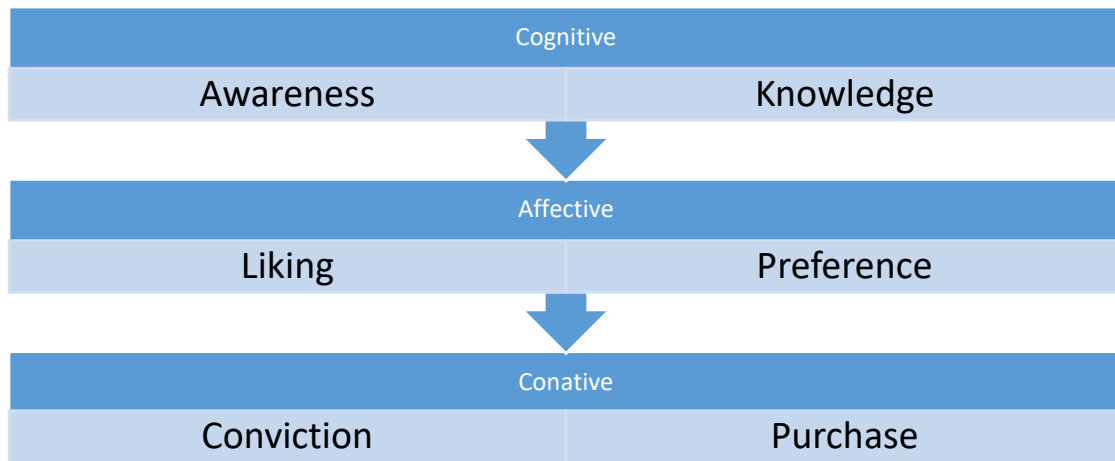 Cognitive
Awareness Knowledge
Affective
Liking Preference
Conative
Conviction Purchase